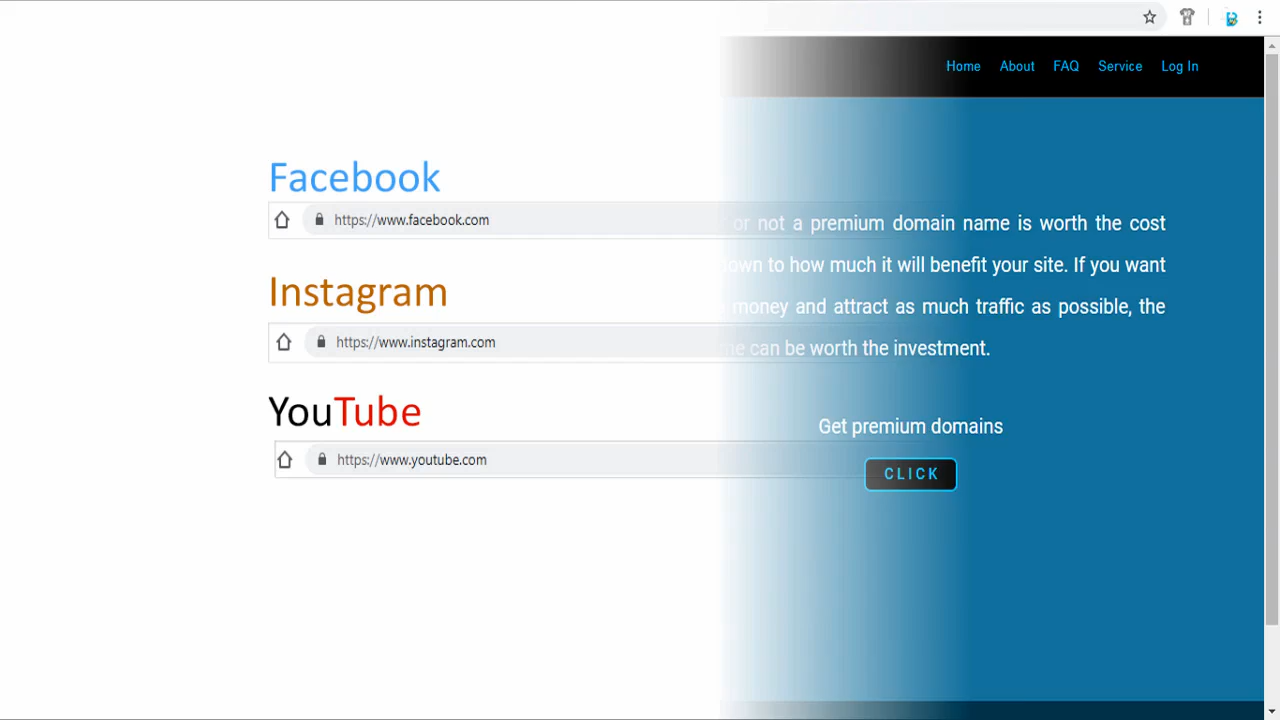 Home About FAQ Service Log In
Facebook
https://www.facebook.com
or not a premium domain name is worth the cost
down to how much it will benefit your site. If you want
Instagram
money and attract as much traffic as possible, the
https://www.instagram.com
can be worth the investment.
YouTube
Get premium domains
https://www.youtube.com
CLICK